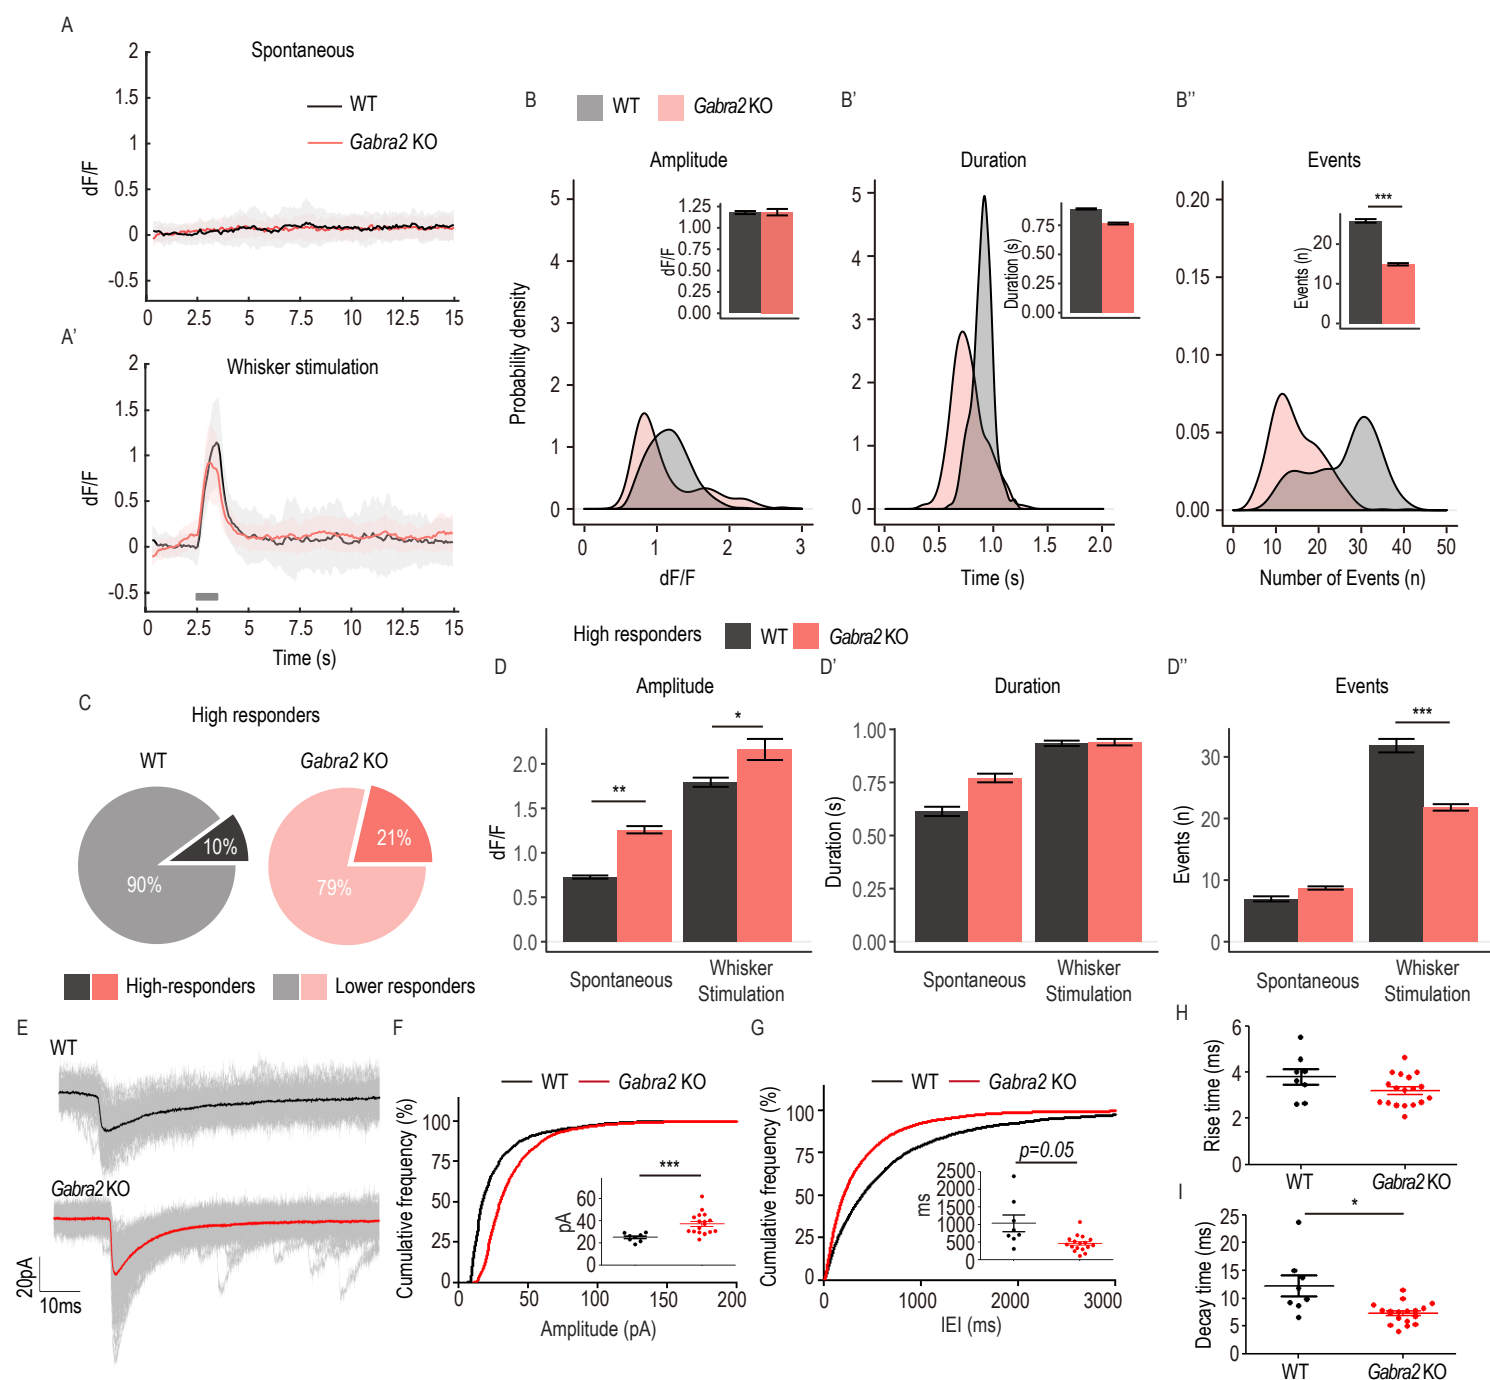 A
Spontaneous
WT
Gabra2 KO
dF/F
2
1.5
1
0.5
0
-0.5
0 2.5 5 7.5 10 12.5 15
A'
Whisker stimulation
dF/F
2
1.5
1
0.5
0
-0.5
0 2.5 5 7.5 10 12.5 15
Time (s)
B
WT Gabra2 KO
Amplitude
Probability density
5
4
3
2
1
0
0 1 2 3
dF/F
dF/F
1.25
1.00
0.75
0.50
0.25
0.00
B'
Duration
5
4
3
2
1
0
0.0 0.5 1.0 1.5 2.0
Time (s)
Duration (s)
0.75
0.50
0.25
0.00
B''
Events
0.20
0.15
0.10
0.05
0.00
0 10 20 30 40 50
Number of Events (n)
Events (n)
***
20
10
0
C
High responders
WT
Gabra2 KO
10%
90%
21%
79%
High-responders Lower responders
High responders WT Gabra2 KO
D
Amplitude
dF/F
2.0
1.5
1.0
0.5
0.0
**
*
Spontaneous
Whisker
Stimulation
D'
Duration
Duration (s)
1.00
0.75
0.50
0.25
0.00
Spontaneous
Whisker
Stimulation
D''
Events
Events (n)
30
20
10
0
***
Spontaneous
Whisker
Stimulation
E
WT
Gabra2 KO
20pA
10ms
F
WT Gabra2 KO
Cumulative frequency (%)
100
75
50
25
0
0 50 100 150 200
Amplitude (pA)
***
pA
60
40
20
0
G
WT Gabra2 KO
Cumulative frequency (%)
100
75
50
25
0
0 1000 2000 3000
IEI (ms)
p=0.05
ms
2500
2000
1500
1000
500
0
H
Rise time (ms)
6
4
2
0
WT Gabra2 KO
I
Decay time (ms)
*
25
20
15
10
5
0
WT Gabra2 KO